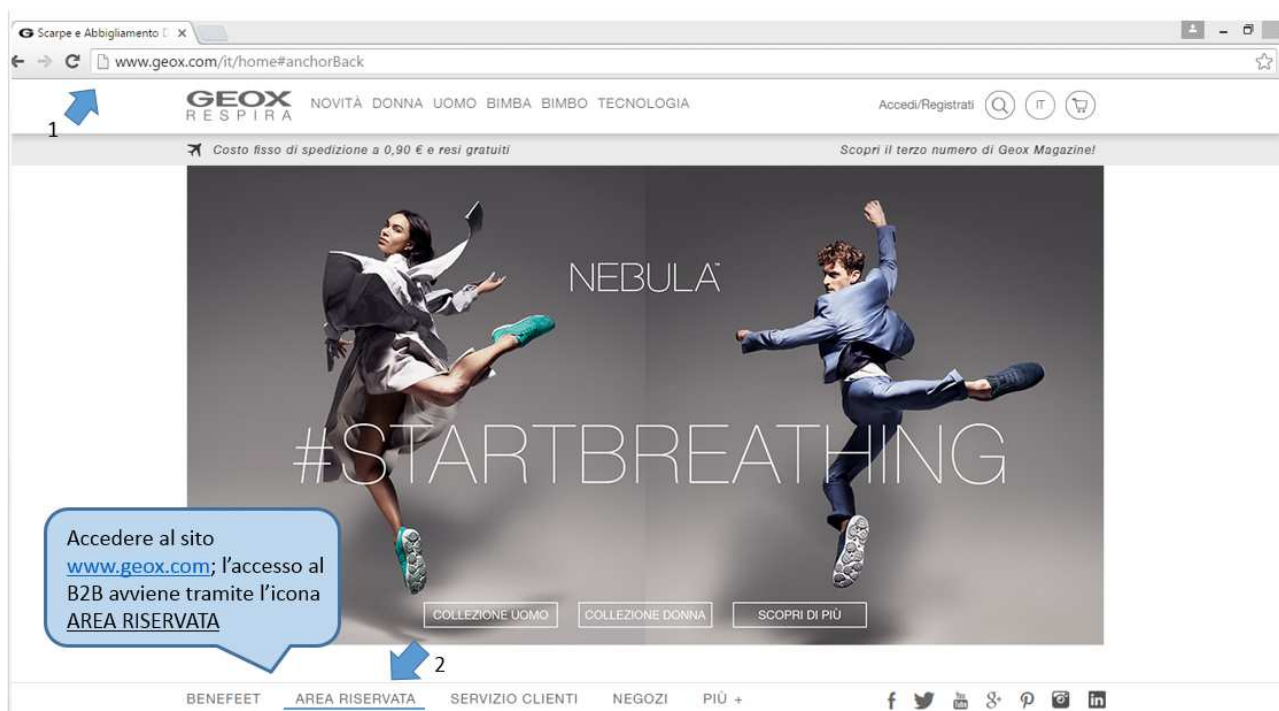 Scarpe e Abbigliamento D
www.geox.com/it/home#anchorBack
1
GEOX
RESPIRA
NOVITÀ DONNA UOMO BIMBA BIMBO TECNOLOGIA
Accedi/Registrati
IT
Costo fisso di spedizione a 0,90 € e resi gratuiti
Scopri il terzo numero di Geox Magazine!
NEBULA™
#STARTBREATHING
Accedere al sito
www.geox.com; l'accesso al
B2B avviene tramite l'icona
AREA RISERVATA
COLLEZIONE UOMO
COLLEZIONE DONNA
SCOPRI DI PIÙ
2
BENEFEET
AREA RISERVATA
SERVIZIO CLIENTI
NEGOZI
PIÙ +